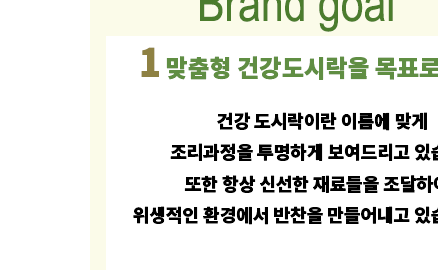 Brand goal
1 맞춤형 건강도시락을 목표로
건강 도시락이란 이름에 맞게
조리과정을 투명하게 보여드리고 있습
또한 항상 신선한 재료들을 조달하
위생적인 환경에서 반찬을 만들어내고 있습